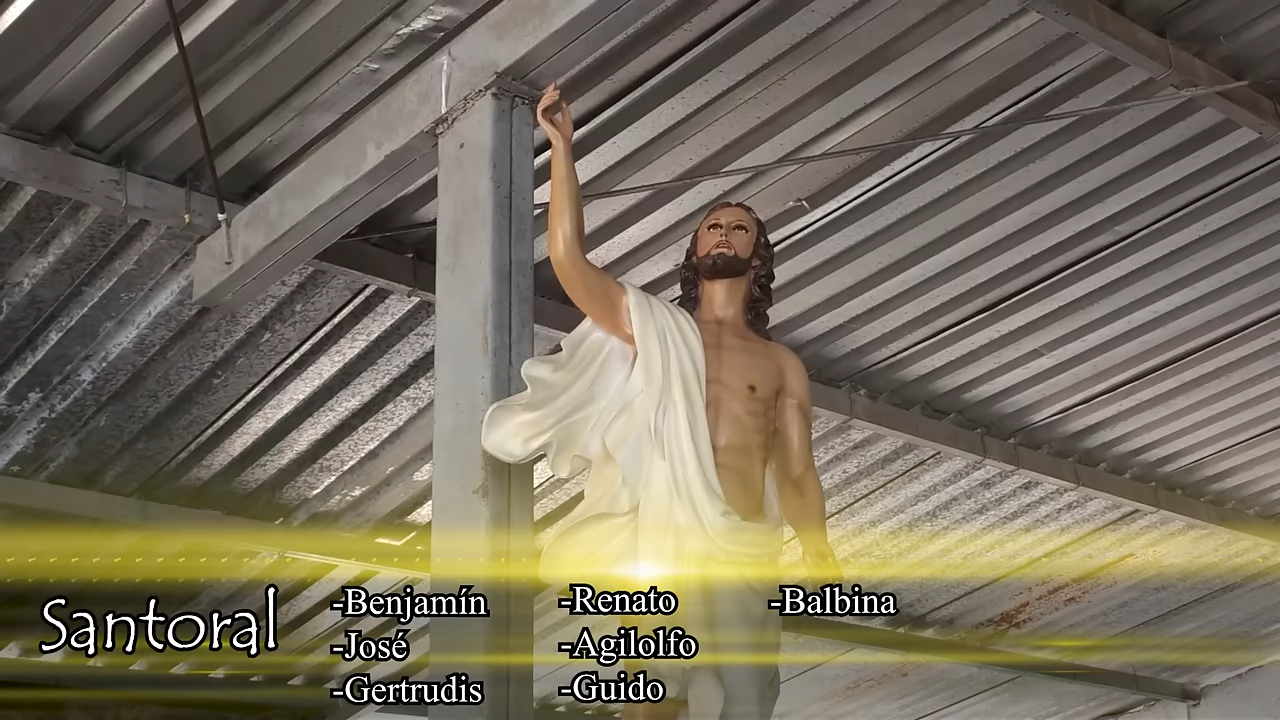 Santoral
-Benjamín
-José
-Gertrudis
-Renato
-Agilolfo
-Guido
-Balbina